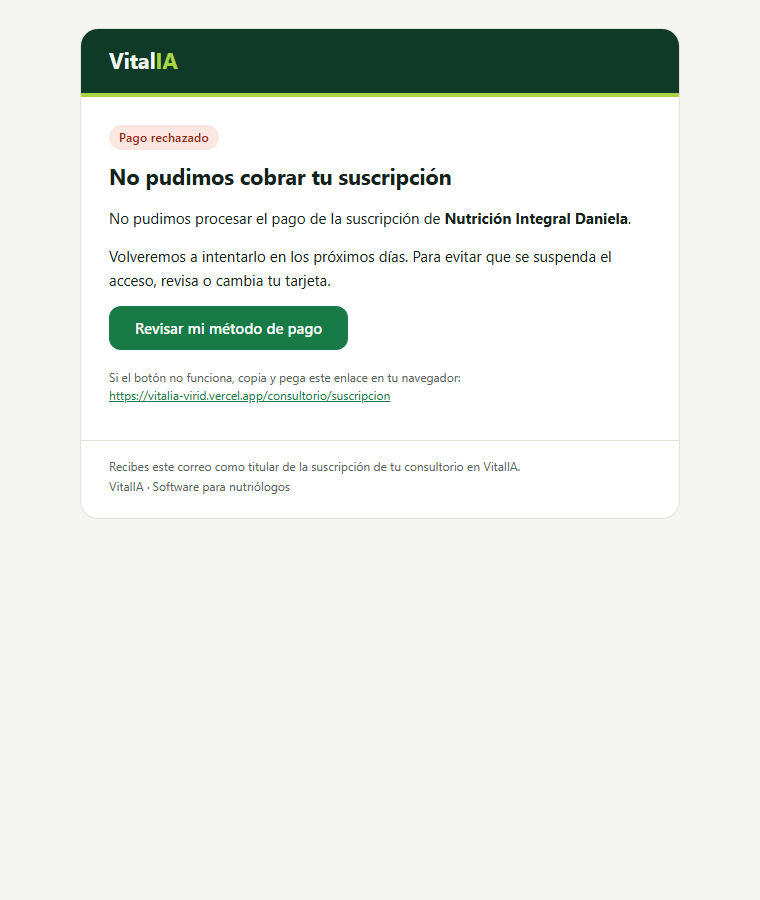 VitalIA
Pago rechazado
No pudimos cobrar tu suscripción
No pudimos procesar el pago de la suscripción de Nutrición Integral Daniela.
Volveremos a intentarlo en los próximos días. Para evitar que se suspenda el
acceso, revisa o cambia tu tarjeta.
Revisar mi método de pago
Si el botón no funciona, copia y pega este enlace en tu navegador:
https://vitalia-virid.vercel.app/consultorio/suscripcion
Recibes este correo como titular de la suscripción de tu consultorio en VitalIA.
VitalIA · Software para nutriólogos